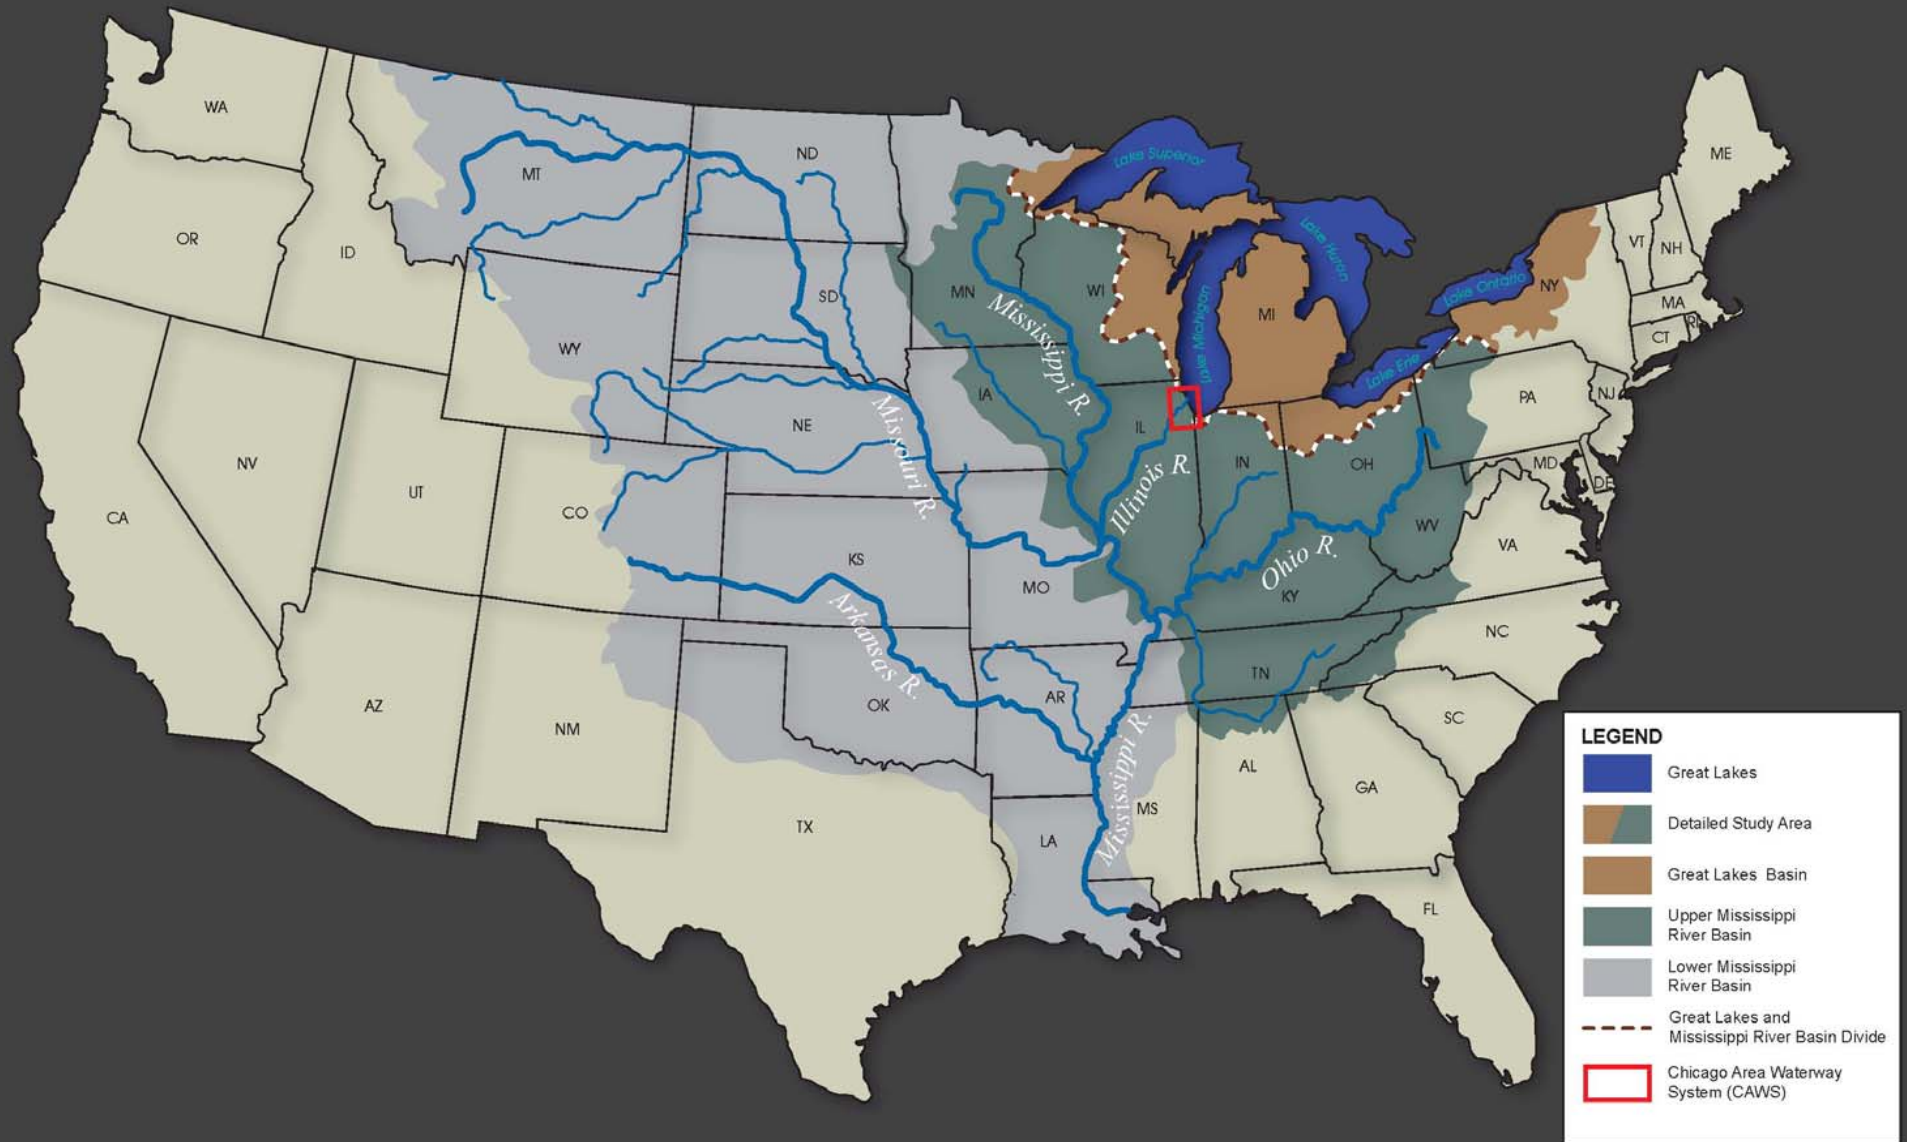 WA
OR
ID
MT
ND
MN
WI
MI
Lake Superior
Lake Huron
Lake Michigan
Lake Ontario
Lake Erie
NY
VT
NH
ME
MA
CT
RI
CA
NV
UT
WY
SD
NE
CO
IA
IL
IN
OH
PA
NJ
MD
DE
WV
VA
Mississippi R.
Missouri R.
Illinois R.
Ohio R.
KS
MO
KY
Arkansas R.
AZ
NM
OK
AR
TN
NC
SC
TX
LA
Mississippi R.
MS
AL
GA
FL
LEGEND
Great Lakes
Detailed Study Area
Great Lakes Basin
Upper Mississippi
River Basin
Lower Mississippi
River Basin
Great Lakes and
Mississippi River Basin Divide
Chicago Area Waterway
System (CAWS)